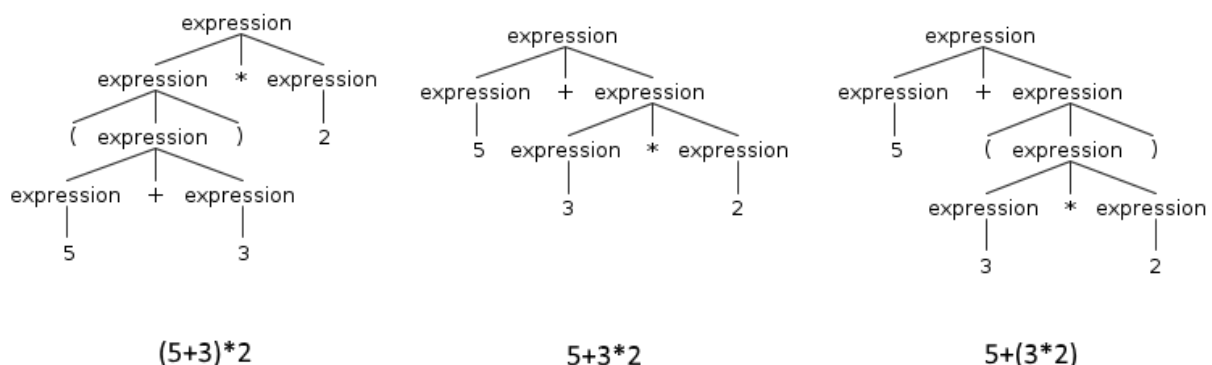 expression
expression * expression
( expression ) 2
expression + expression
5 3
(5+3)*2
expression
expression + expression
5 expression * expression
3 2
5+3*2
expression
expression + expression
5 ( expression )
expression * expression
3 2
5+(3*2)